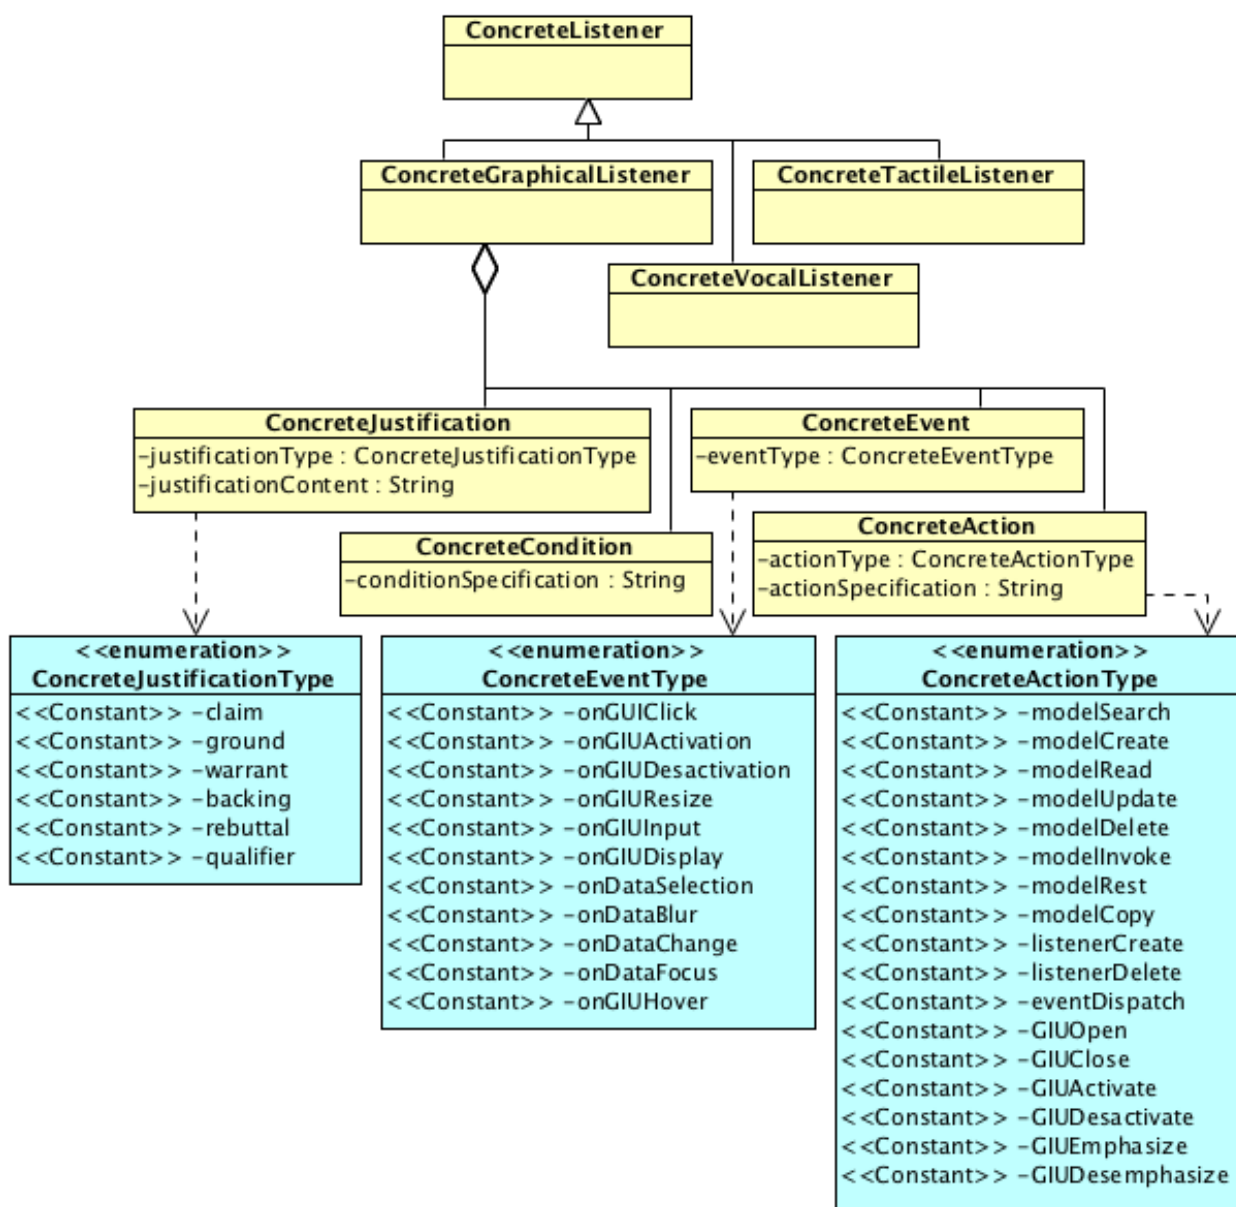 ConcreteListener
ConcreteGraphicalListener
ConcreteTactileListener
ConcreteVocalListener
ConcreteJustification
-justificationType : ConcreteJustificationType
-justificationContent : String
ConcreteEvent
-eventType : ConcreteEventType
ConcreteCondition
-conditionSpecification : String
ConcreteAction
-actionType : ConcreteActionType
-actionSpecification : String
<<enumeration>>
ConcreteJustificationType
<<Constant>> -claim
<<Constant>> -ground
<<Constant>> -warrant
<<Constant>> -backing
<<Constant>> -rebuttal
<<Constant>> -qualifier
<<enumeration>>
ConcreteEventType
<<Constant>> -onGUIClick
<<Constant>> -onGIUActivation
<<Constant>> -onGIUDesactivation
<<Constant>> -onGIUResize
<<Constant>> -onGIUInput
<<Constant>> -onGIUDisplay
<<Constant>> -onDataSelection
<<Constant>> -onDataBlur
<<Constant>> -onDataChange
<<Constant>> -onDataFocus
<<Constant>> -onGIUHover
<<enumeration>>
ConcreteActionType
<<Constant>> -modelSearch
<<Constant>> -modelCreate
<<Constant>> -modelRead
<<Constant>> -modelUpdate
<<Constant>> -modelDelete
<<Constant>> -modelInvoke
<<Constant>> -modelRest
<<Constant>> -modelCopy
<<Constant>> -listenerCreate
<<Constant>> -listenerDelete
<<Constant>> -eventDispatch
<<Constant>> -GIUOpen
<<Constant>> -GIUClose
<<Constant>> -GIUActivate
<<Constant>> -GIUDesactivate
<<Constant>> -GIUEmphasize
<<Constant>> -GIUDesemphasize